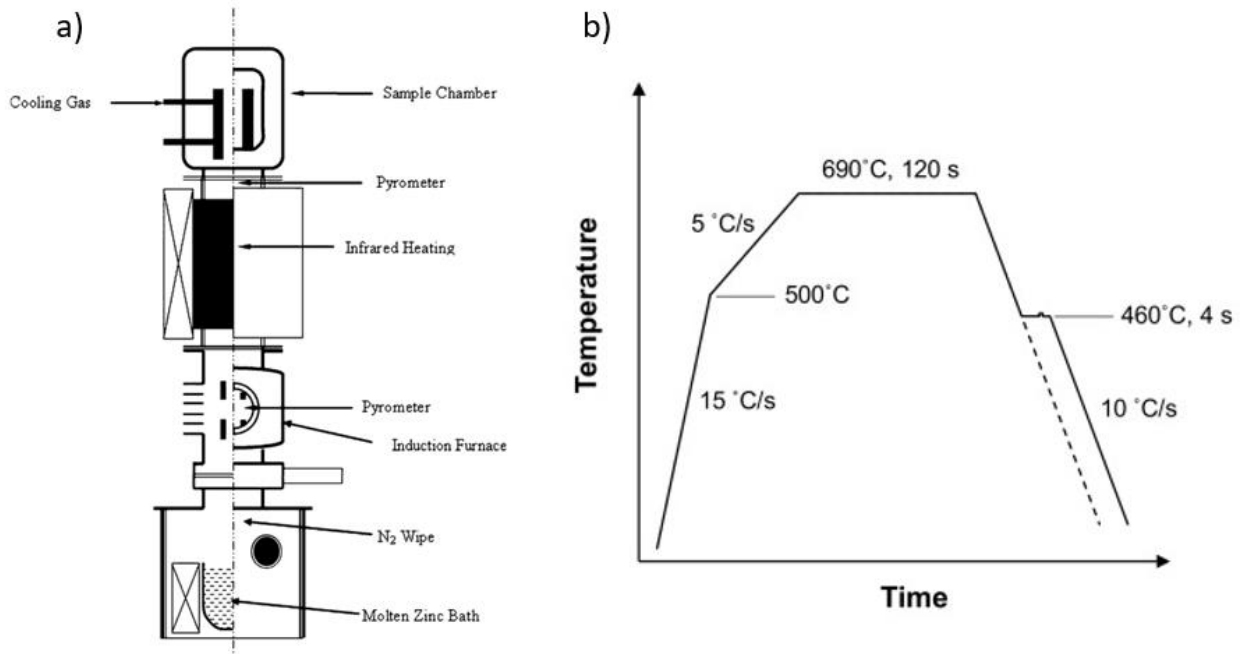 a)
Cooling Gas
Sample Chamber
Pyrometer
Infrared Heating
Pyrometer
Induction Furnace
N₂ Wipe
Molten Zinc Bath
b)
690˚C, 120 s
5 ˚C/s
500˚C
460˚C, 4 s
15 ˚C/s
10 ˚C/s
Temperature
Time